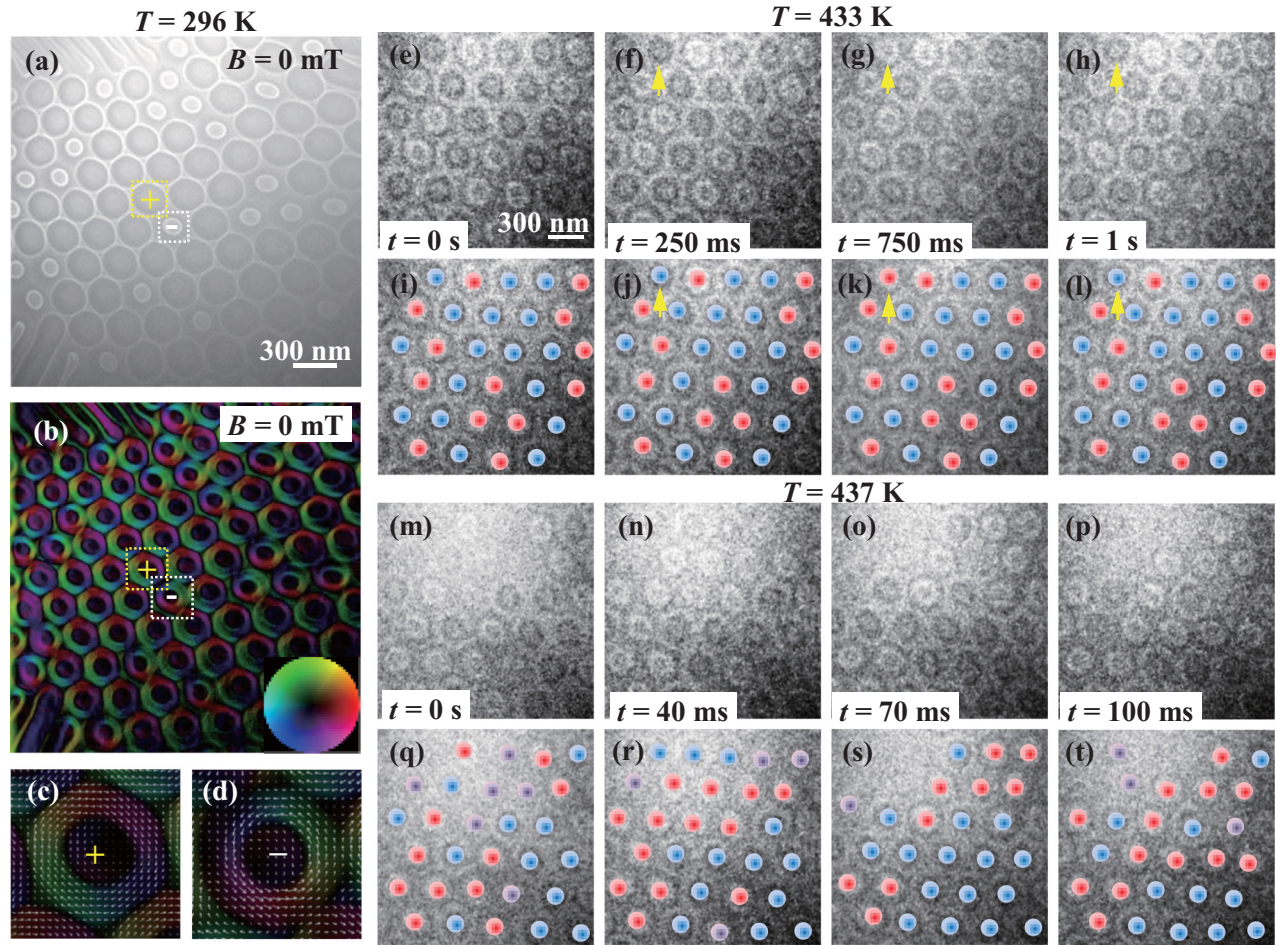 T = 296 K
T = 433 K
(a)
B = 0 mT
+
-
300 nm
(b)
B = 0 mT
+
-
(c)
+
(d)
-
(e)
(f)
(g)
(h)
300 nm
t = 0 s
t = 250 ms
t = 750 ms
t = 1 s
(i)
(j)
(k)
(l)
T = 437 K
(m)
(n)
(o)
(p)
t = 0 s
t = 40 ms
t = 70 ms
t = 100 ms
(q)
(r)
(s)
(t)